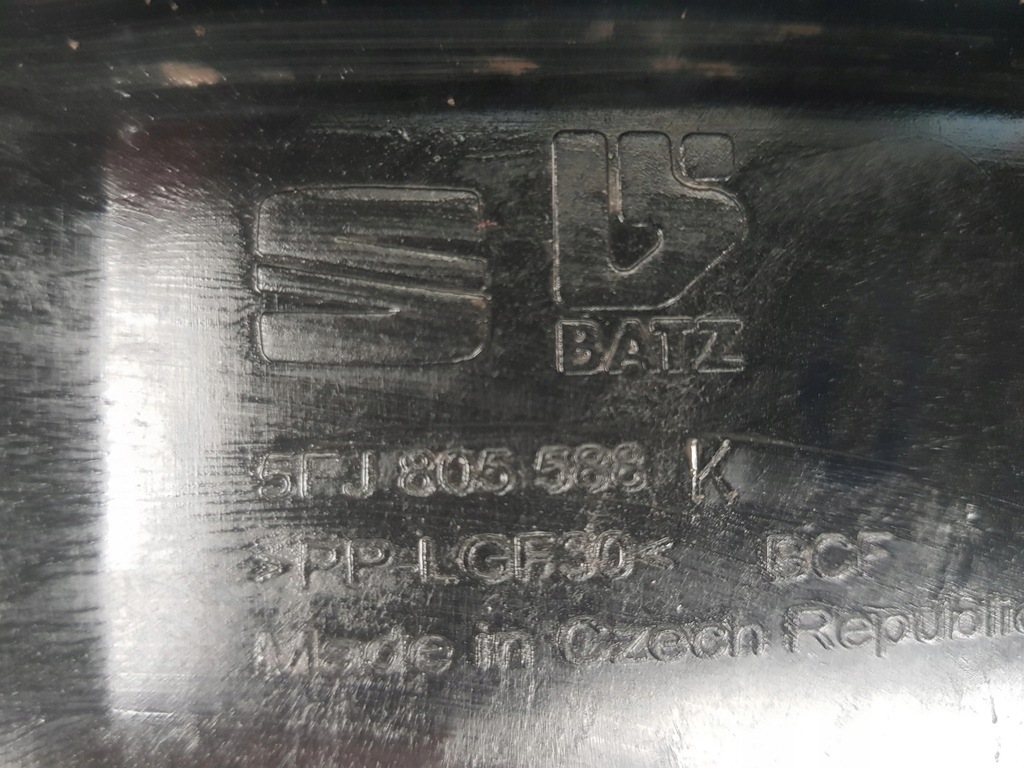 BATZ
5FJ 805 588 K
>PP-LGF30< BCF
Made in Czech Republic